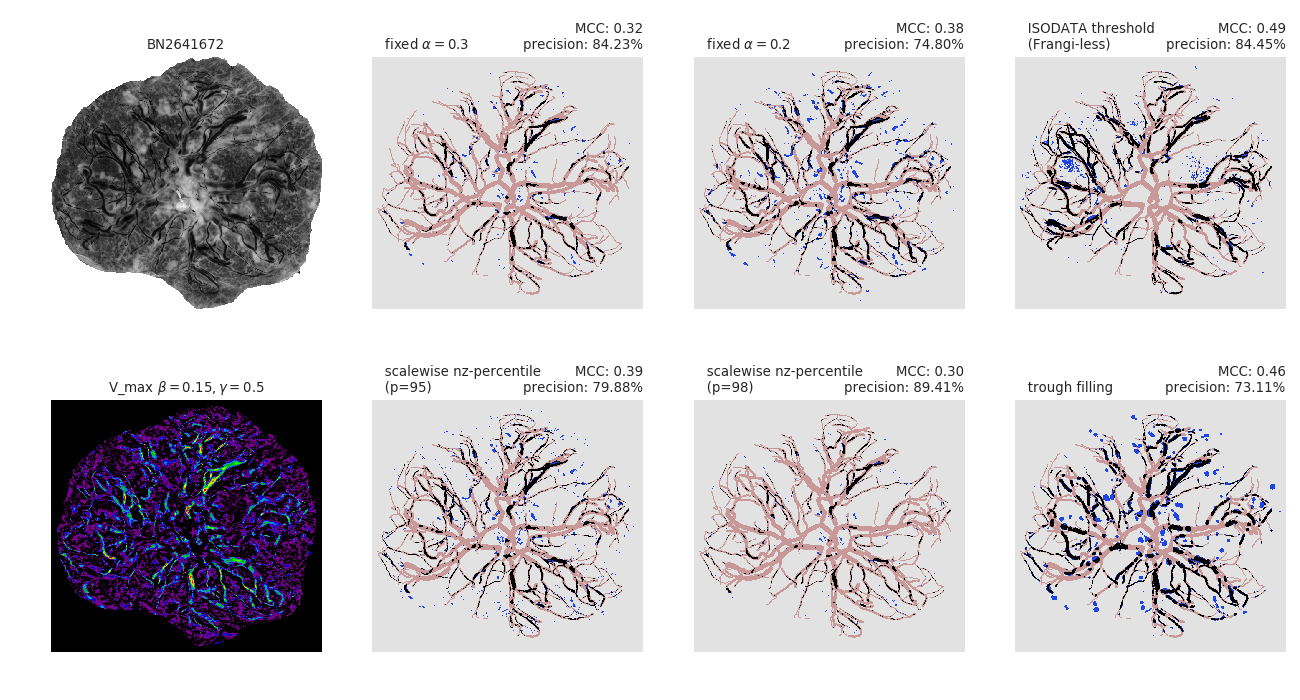 BN2641672
fixed α = 0.3
MCC: 0.32
precision: 84.23%
fixed α = 0.2
MCC: 0.38
precision: 74.80%
ISODATA threshold
(Frangi-less)
MCC: 0.49
precision: 84.45%
V_max β = 0.15, γ = 0.5
scalewise nz-percentile
(p=95)
MCC: 0.39
precision: 79.88%
scalewise nz-percentile
(p=98)
MCC: 0.30
precision: 89.41%
trough filling
MCC: 0.46
precision: 73.11%